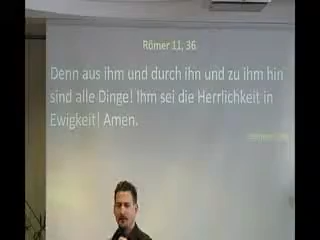 Römer 11, 36
Denn aus ihm und durch ihn und zu ihm hin
sind alle Dinge! Ihm sei die Herrlichkeit in
Ewigkeit! Amen.